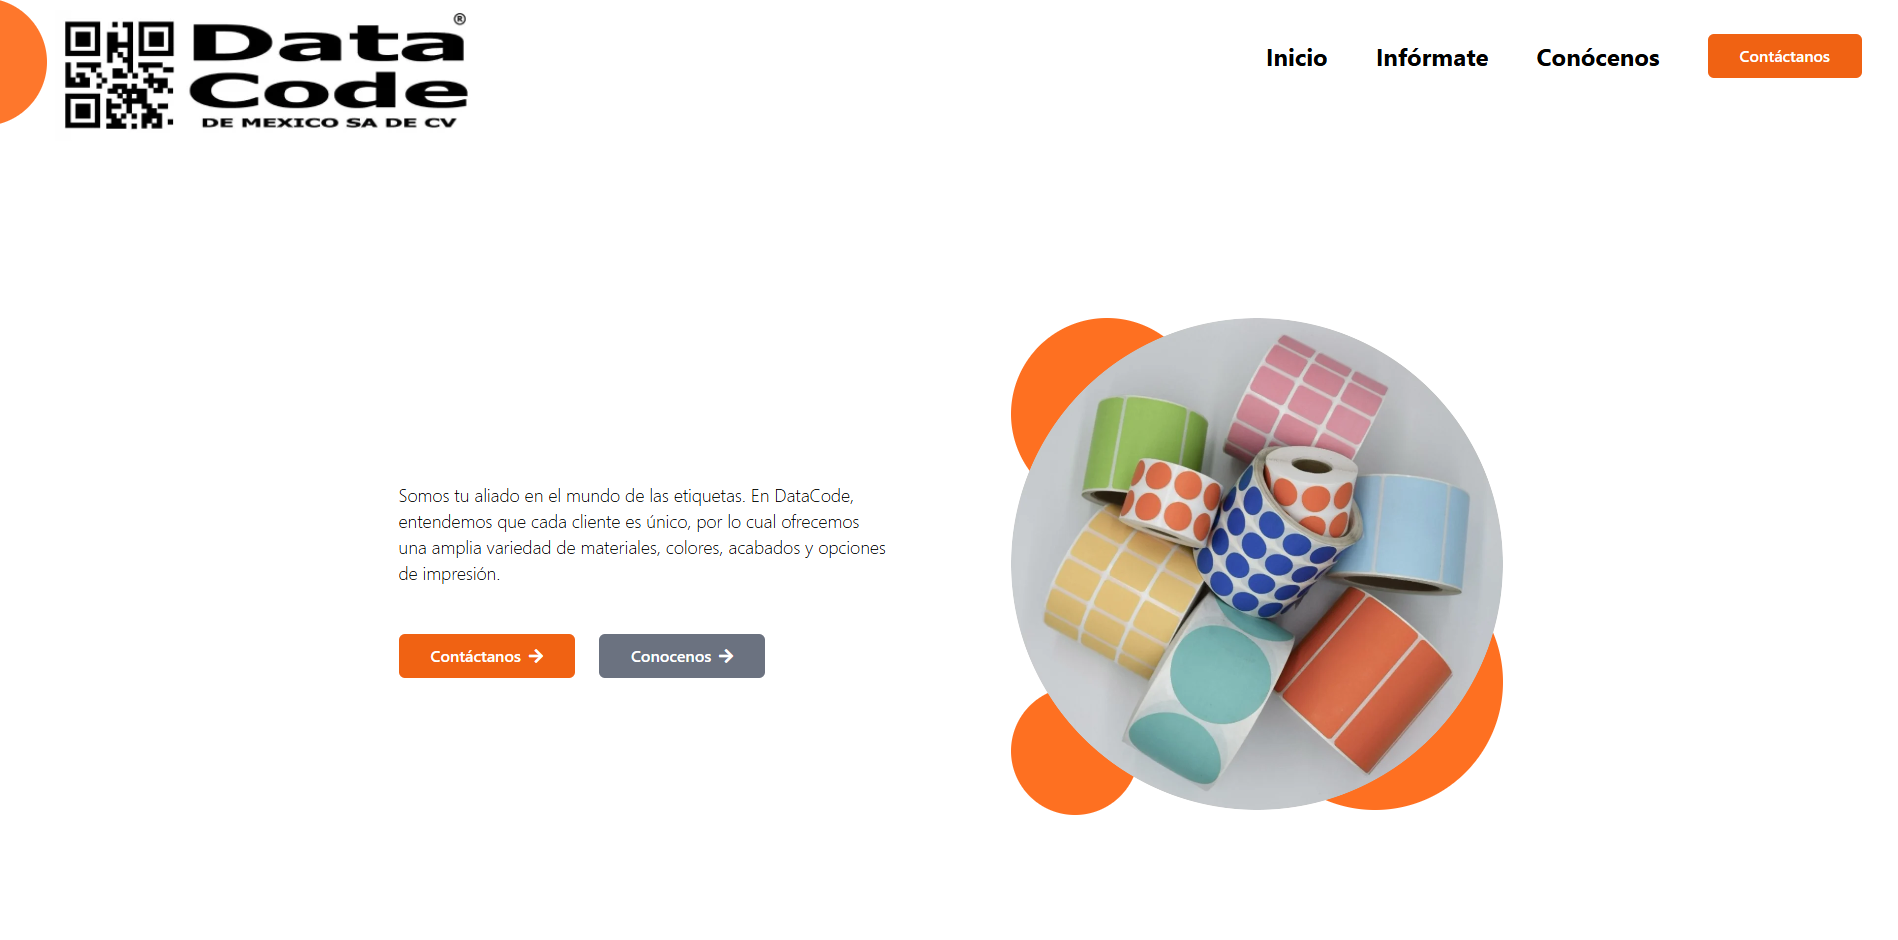 Data ®
Code
DE MEXICO SA DE CV
Inicio
Infórmate
Conócenos
Contáctanos
Somos tu aliado en el mundo de las etiquetas. En DataCode,
entendemos que cada cliente es único, por lo cual ofrecemos
una amplia variedad de materiales, colores, acabados y opciones
de impresión.
Contáctanos
Conocenos